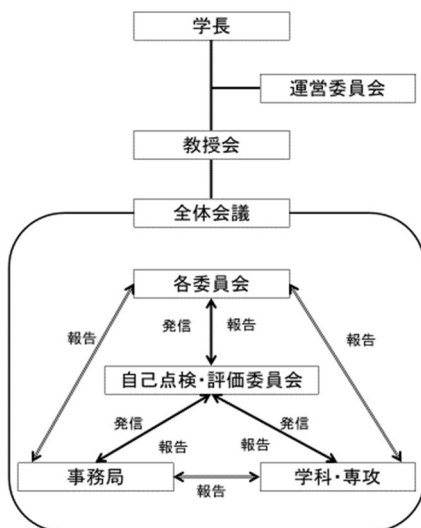 学長
運営委員会
教授会
全体会議
各委員会
報告
発信
報告
報告
自己点検・評価委員会
発信
発信
報告
報告
事務局
学科・専攻
報告